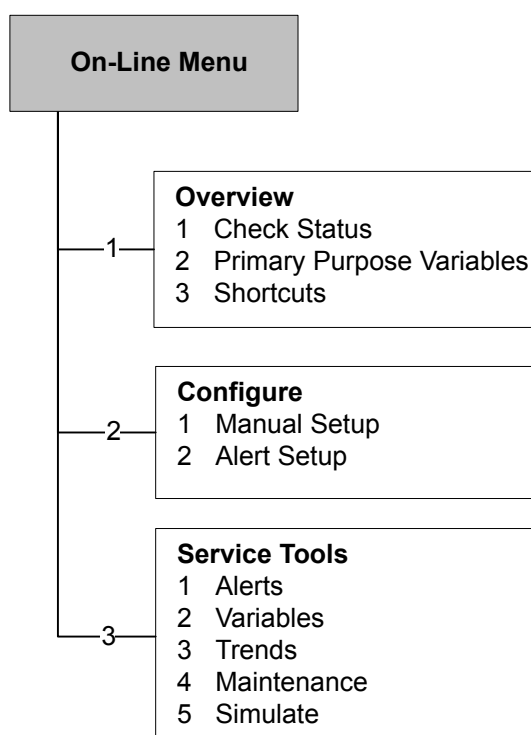 On-Line Menu
1
Overview
1 Check Status
2 Primary Purpose Variables
3 Shortcuts
2
Configure
1 Manual Setup
2 Alert Setup
3
Service Tools
1 Alerts
2 Variables
3 Trends
4 Maintenance
5 Simulate